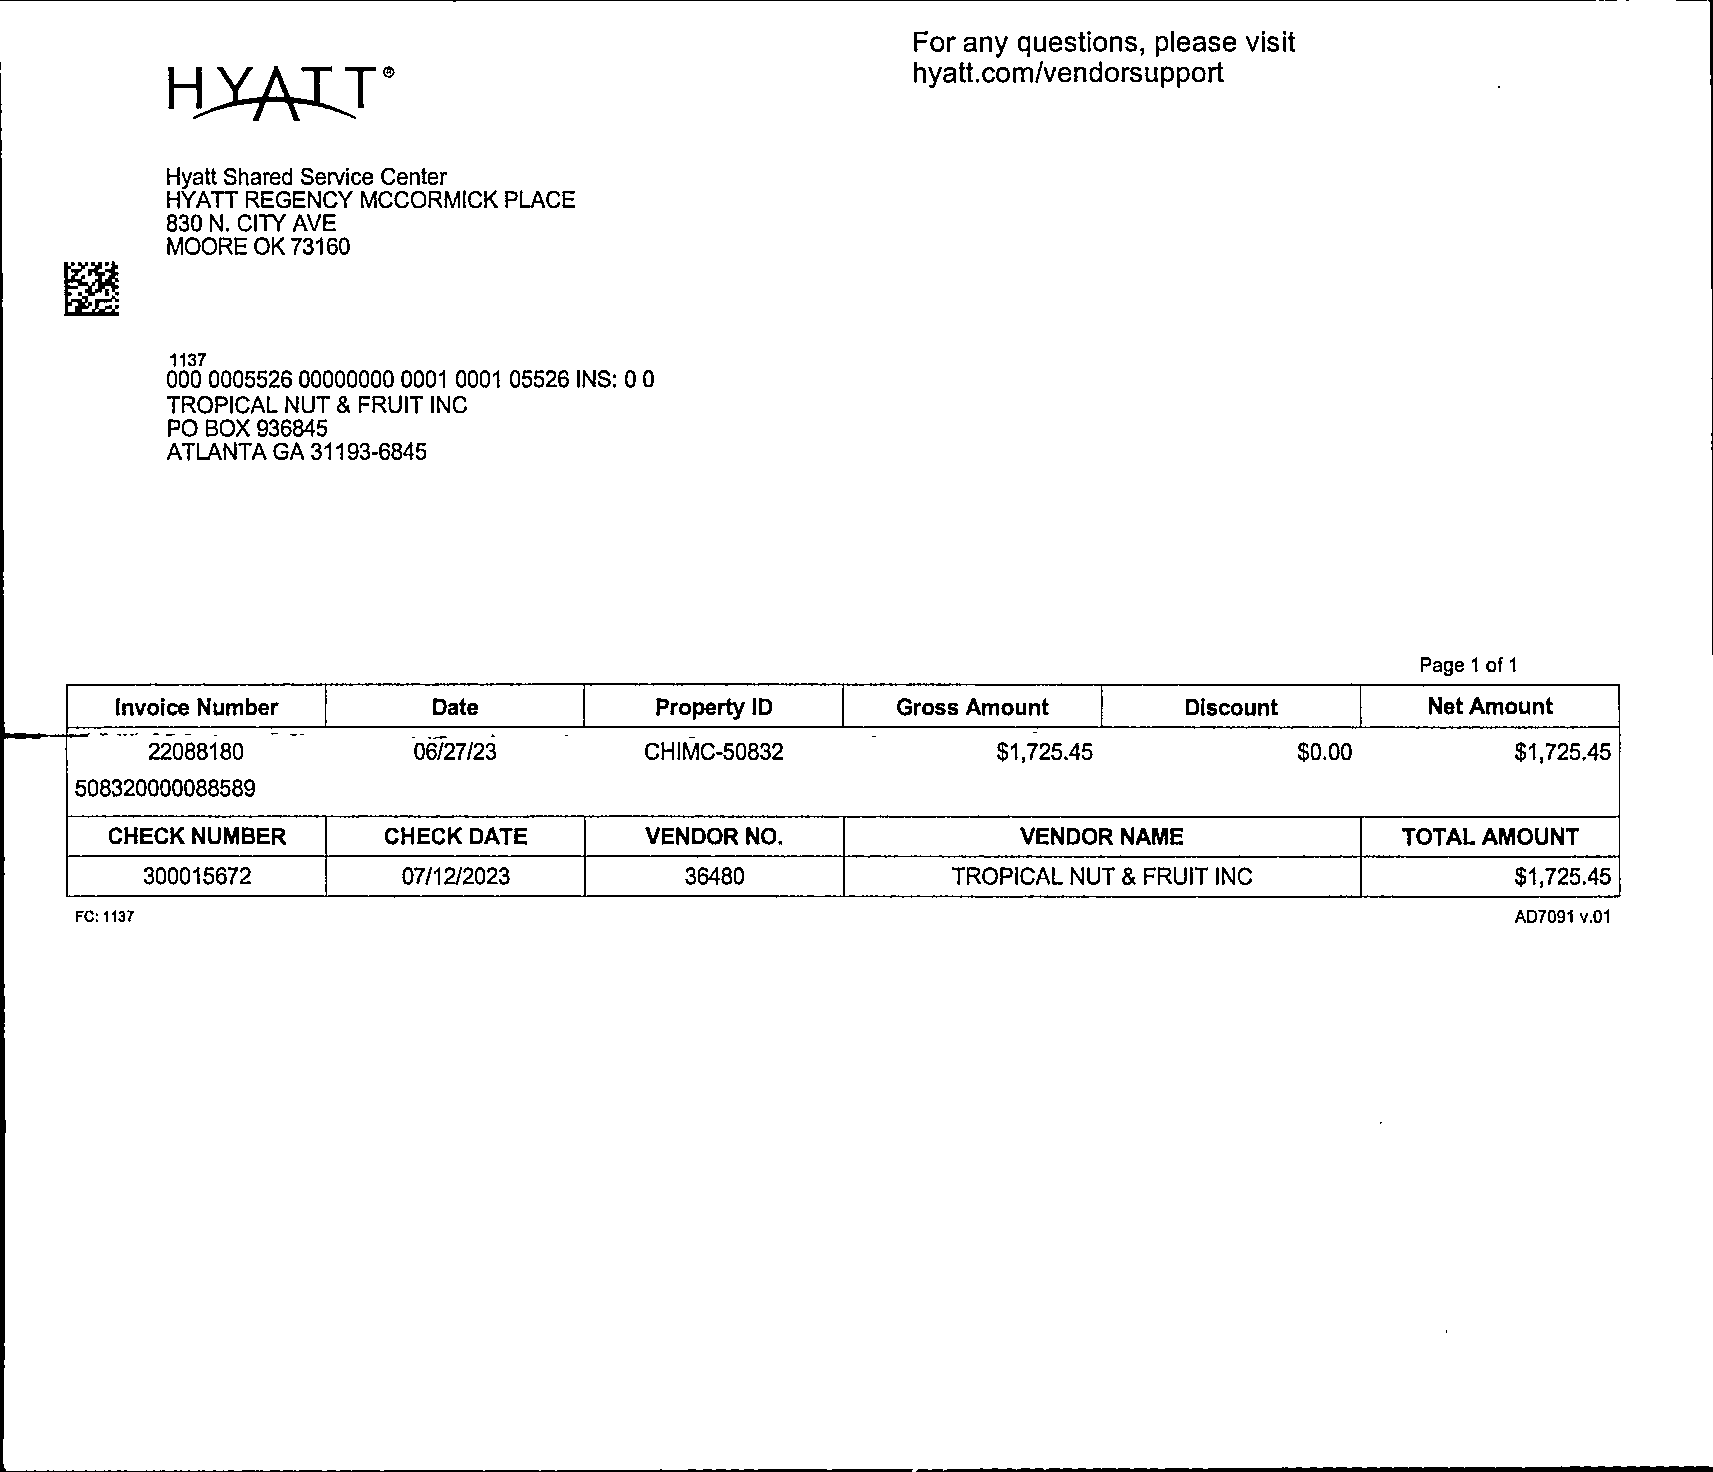 For any questions, please visit
hyatt.com/vendorsupport
HYATT®
Hyatt Shared Service Center
HYATT REGENCY MCCORMICK PLACE
830 N. CITY AVE
MOORE OK 73160
1137
000 0005526 00000000 0001 0001 05526 INS: 0 0
TROPICAL NUT & FRUIT INC
PO BOX 936845
ATLANTA GA 31193-6845
Page 1 of 1
Invoice Number Date Property ID Gross Amount Discount Net Amount
22088180 06/27/23 CHIMC-50832 $1,725.45 $0.00 $1,725.45
508320000088589
CHECK NUMBER CHECK DATE VENDOR NO. VENDOR NAME TOTAL AMOUNT
300015672 07/12/2023 36480 TROPICAL NUT & FRUIT INC $1,725.45
FC: 1137 AD7091 v.01